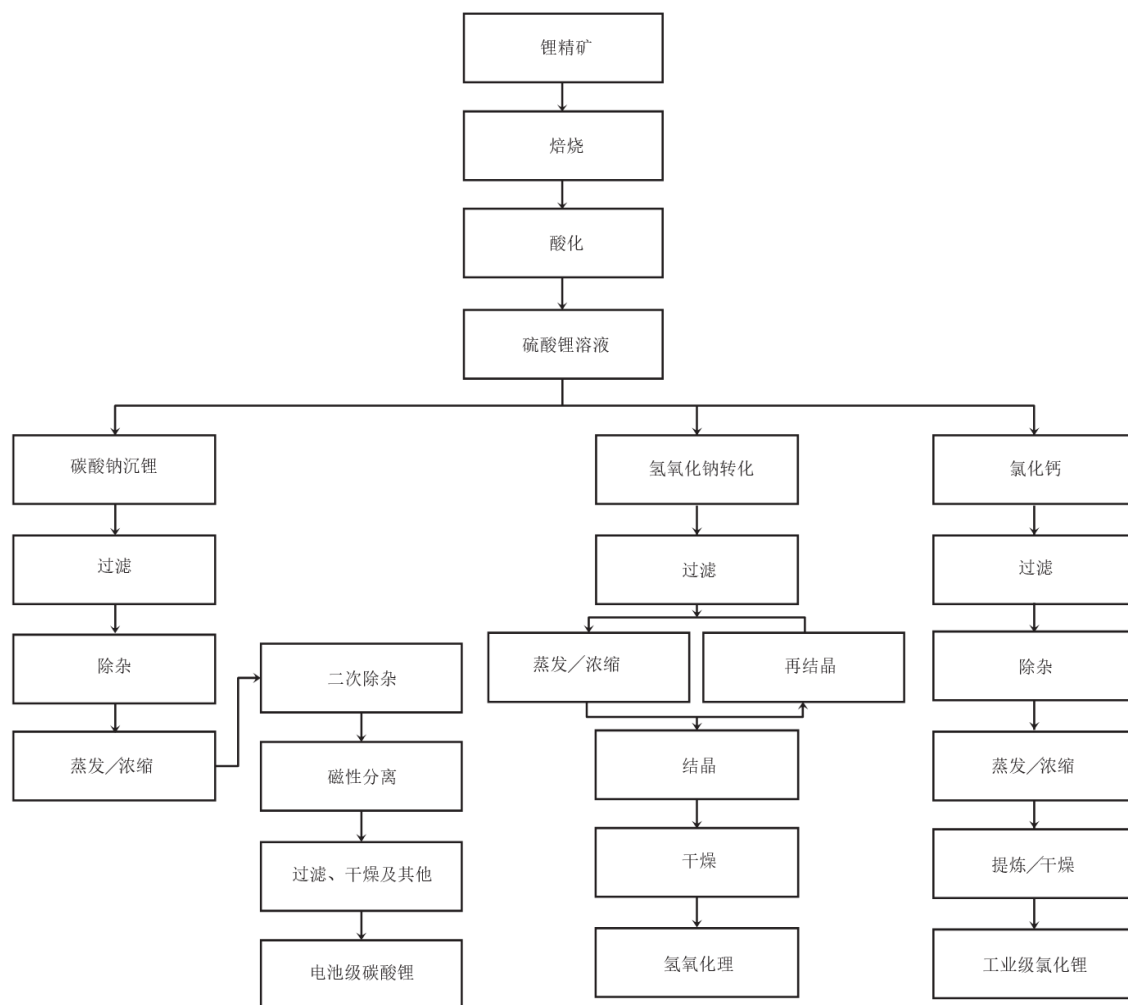 锂精矿
焙烧
酸化
硫酸锂溶液
碳酸钠沉锂
过滤
除杂
蒸发／浓缩
二次除杂
磁性分离
过滤、干燥及其他
电池级碳酸锂
氢氧化钠转化
过滤
蒸发／浓缩
再结晶
结晶
干燥
氢氧化理
氯化钙
过滤
除杂
蒸发／浓缩
提炼／干燥
工业级氯化锂